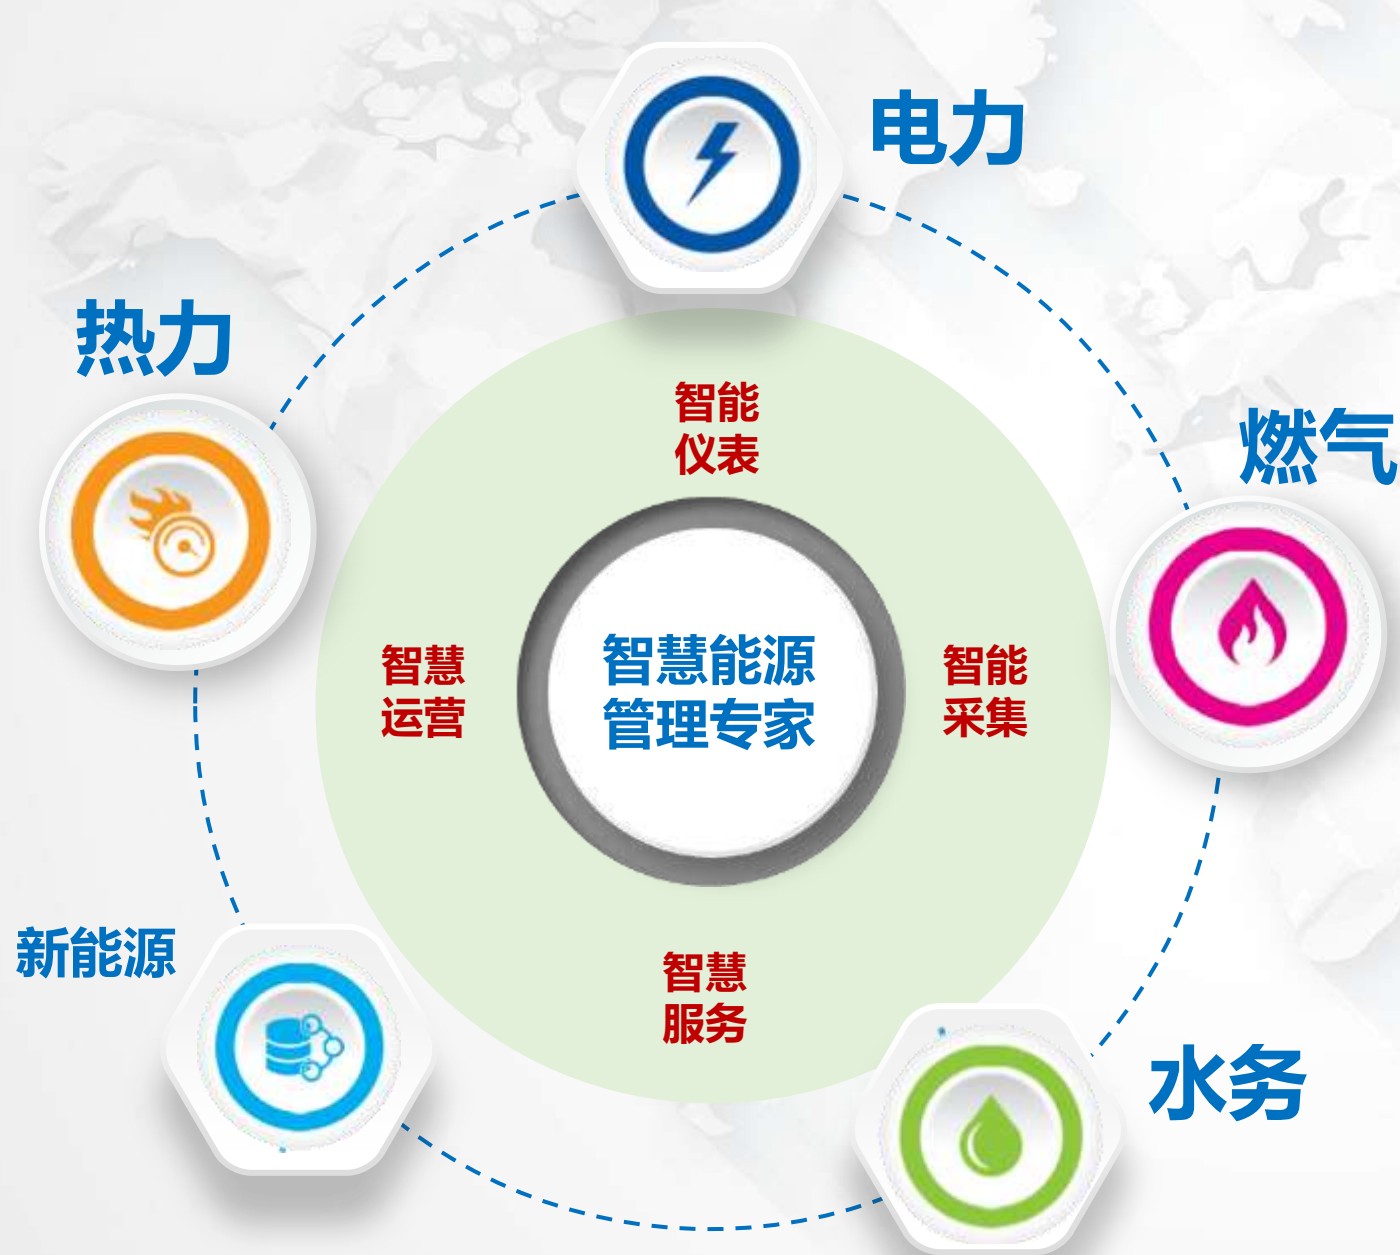 电力
热力
智能
仪表
燃气
智慧
运营
智慧能源
管理专家
智能
采集
新能源
智慧
服务
水务